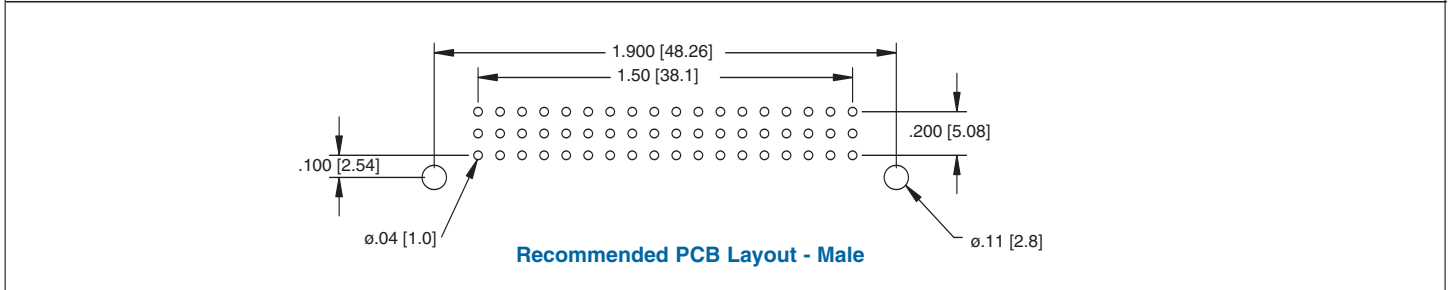 1.900 [48.26]
1.50 [38.1]
.200 [5.08]
.100 [2.54]
ø.04 [1.0]
ø.11 [2.8]
Recommended PCB Layout - Male